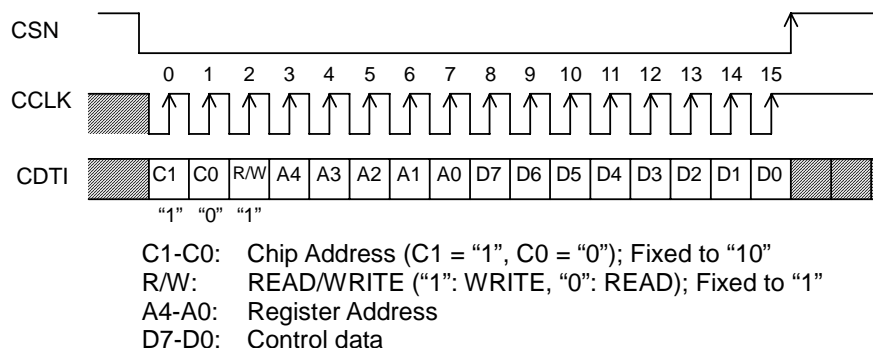 CSN
0 1 2 3 4 5 6 7 8 9 10 11 12 13 14 15
CCLK
CDTI C1 C0 R/W A4 A3 A2 A1 A0 D7 D6 D5 D4 D3 D2 D1 D0
“1” “0” “1”
C1-C0: Chip Address (C1 = “1”, C0 = “0”); Fixed to “10”
R/W: READ/WRITE (“1”: WRITE, “0”: READ); Fixed to “1”
A4-A0: Register Address
D7-D0: Control data